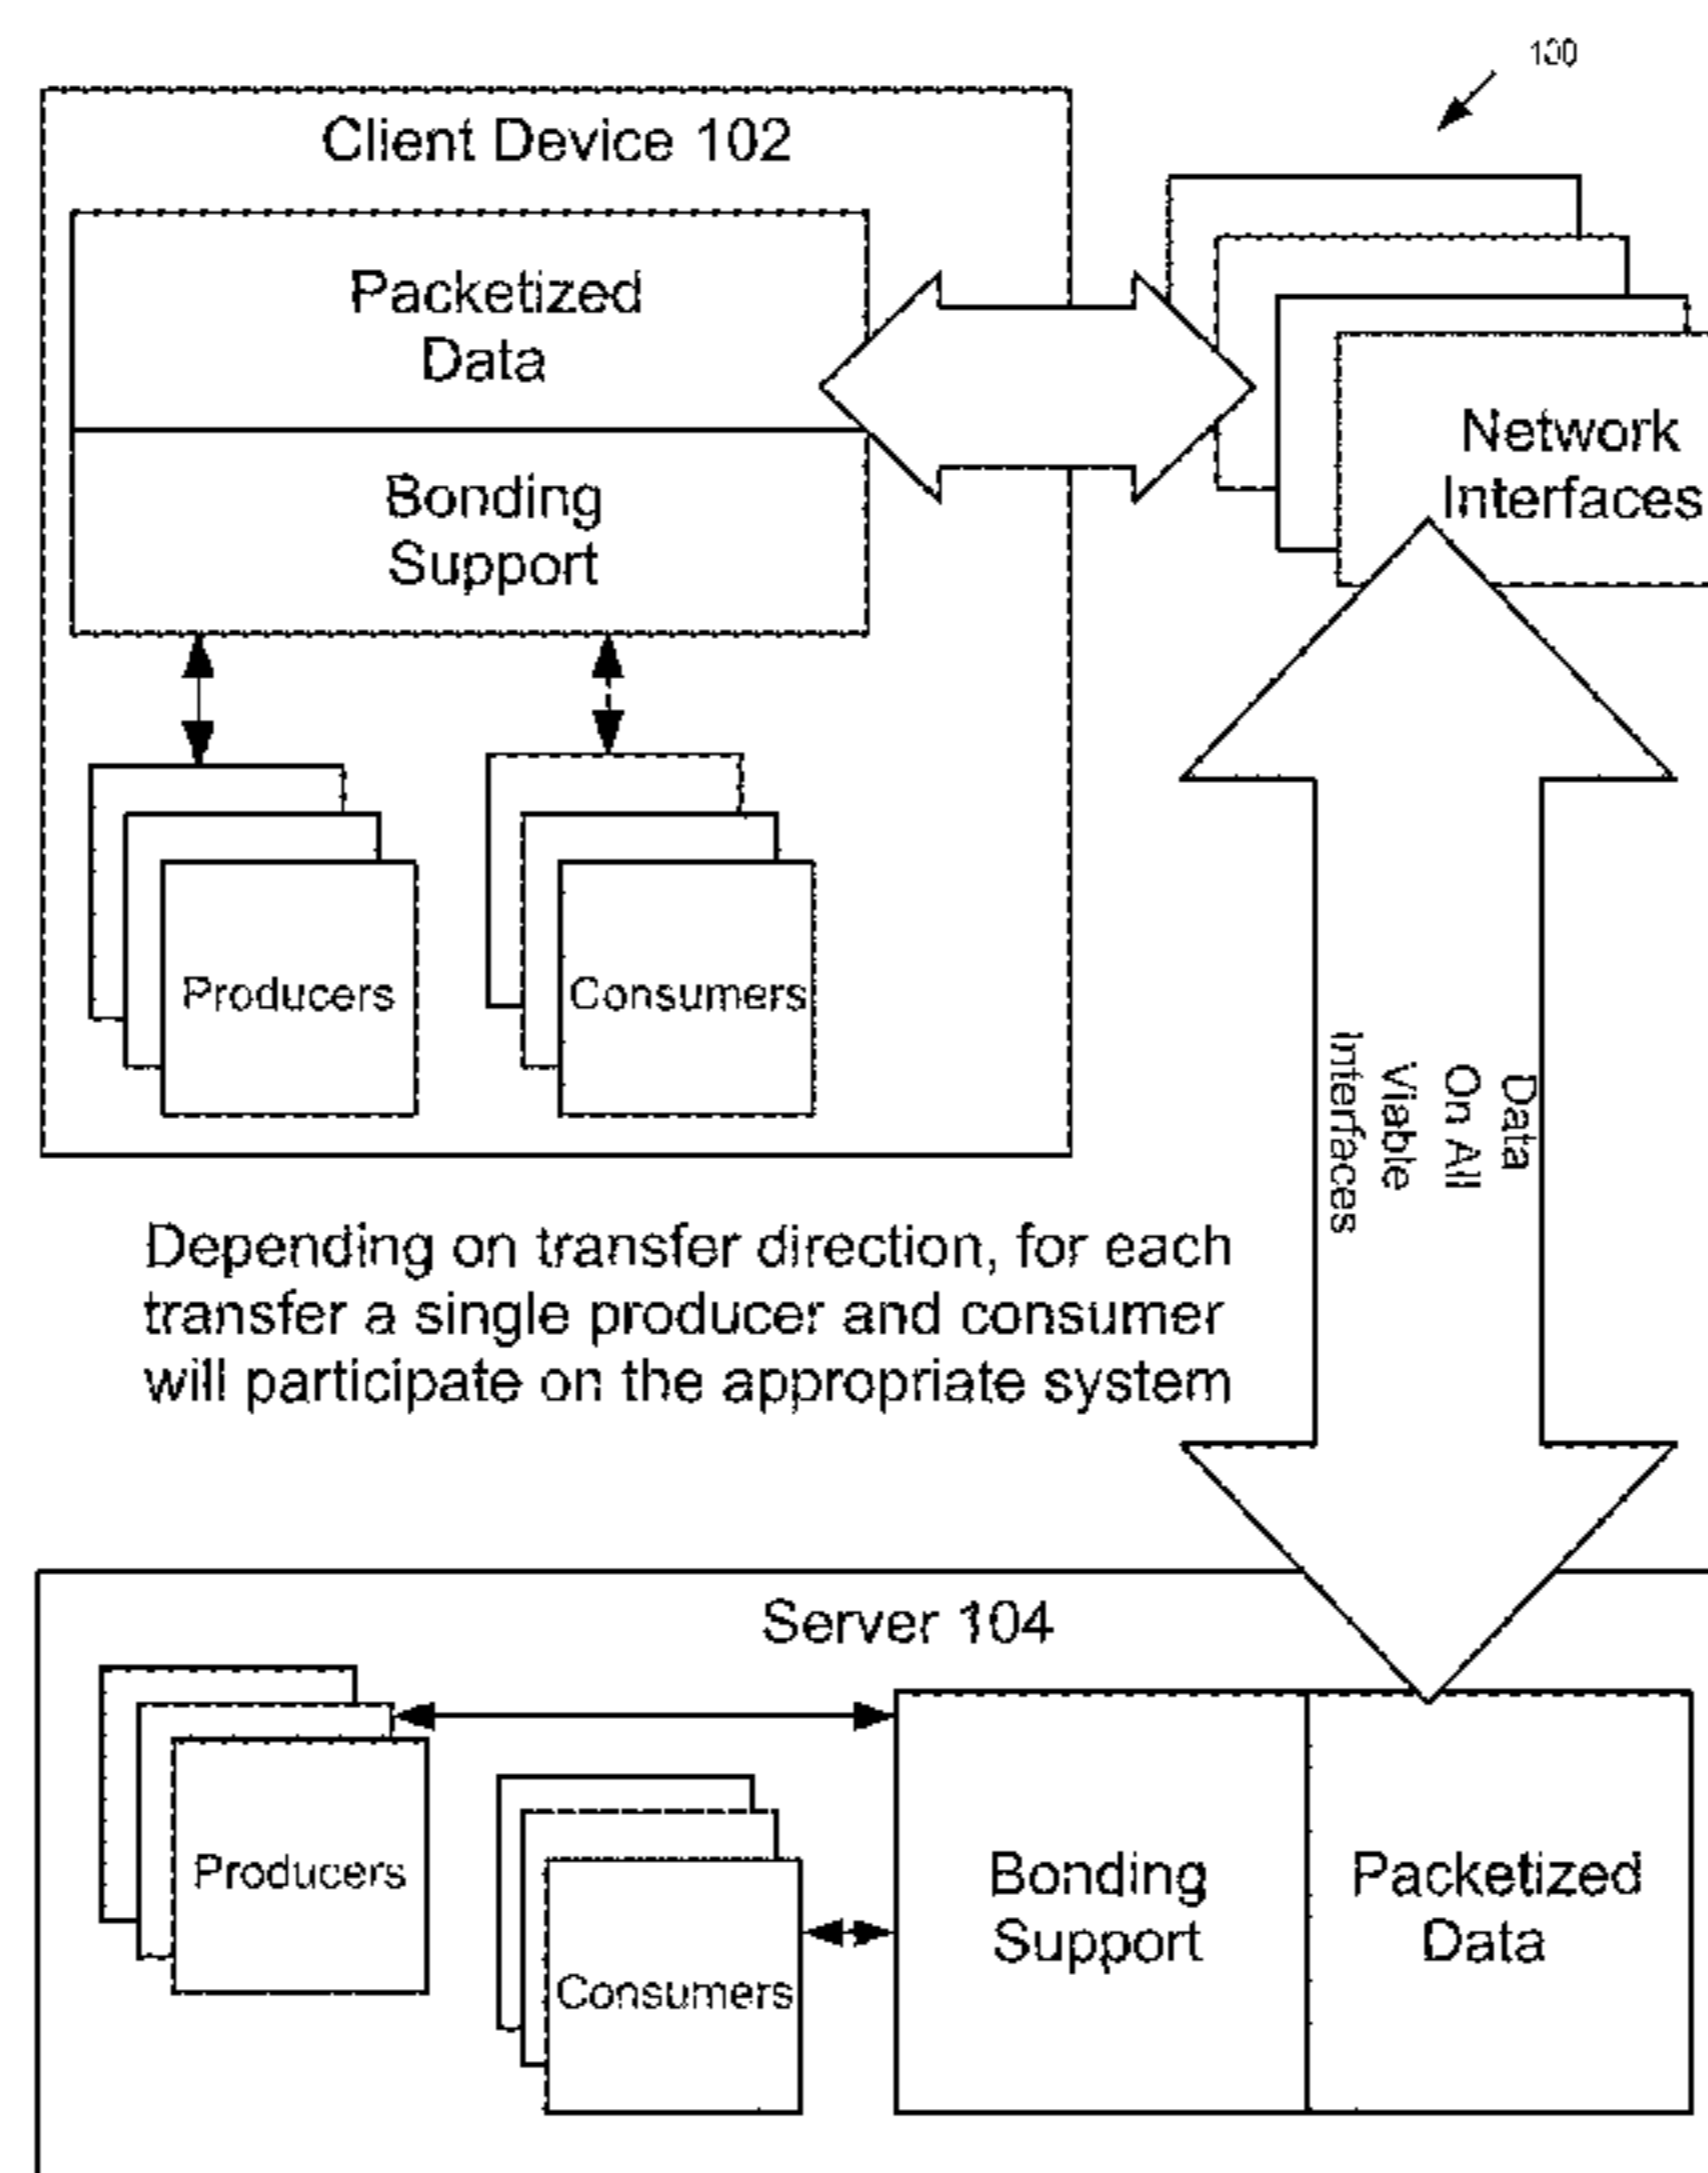 100
Client Device 102
Packetized
Data
Bonding
Support
Network
Interfaces
Producers
Consumers
Data
On All
Viable
Interfaces
Depending on transfer direction, for each
transfer a single producer and consumer
will participate on the appropriate system
Server 104
Producers
Consumers
Bonding
Support
Packetized
Data